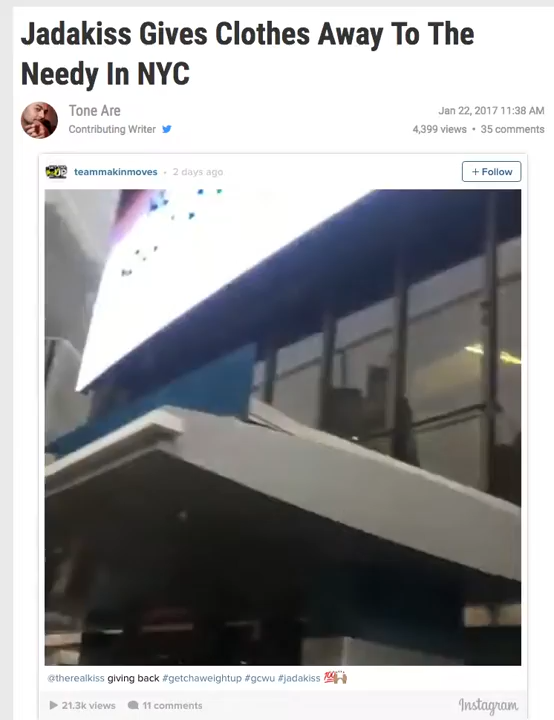 Jadakiss Gives Clothes Away To The
Needy In NYC
Tone Are
Contributing Writer
Jan 22, 2017 11:38 AM
4,399 views • 35 comments
teammakinmoves • 2 days ago
+ Follow
@therealkiss giving back #getchaweightup #gcwu #jadakiss 💯🙌🏽
21.3k views 11 comments
Instagram